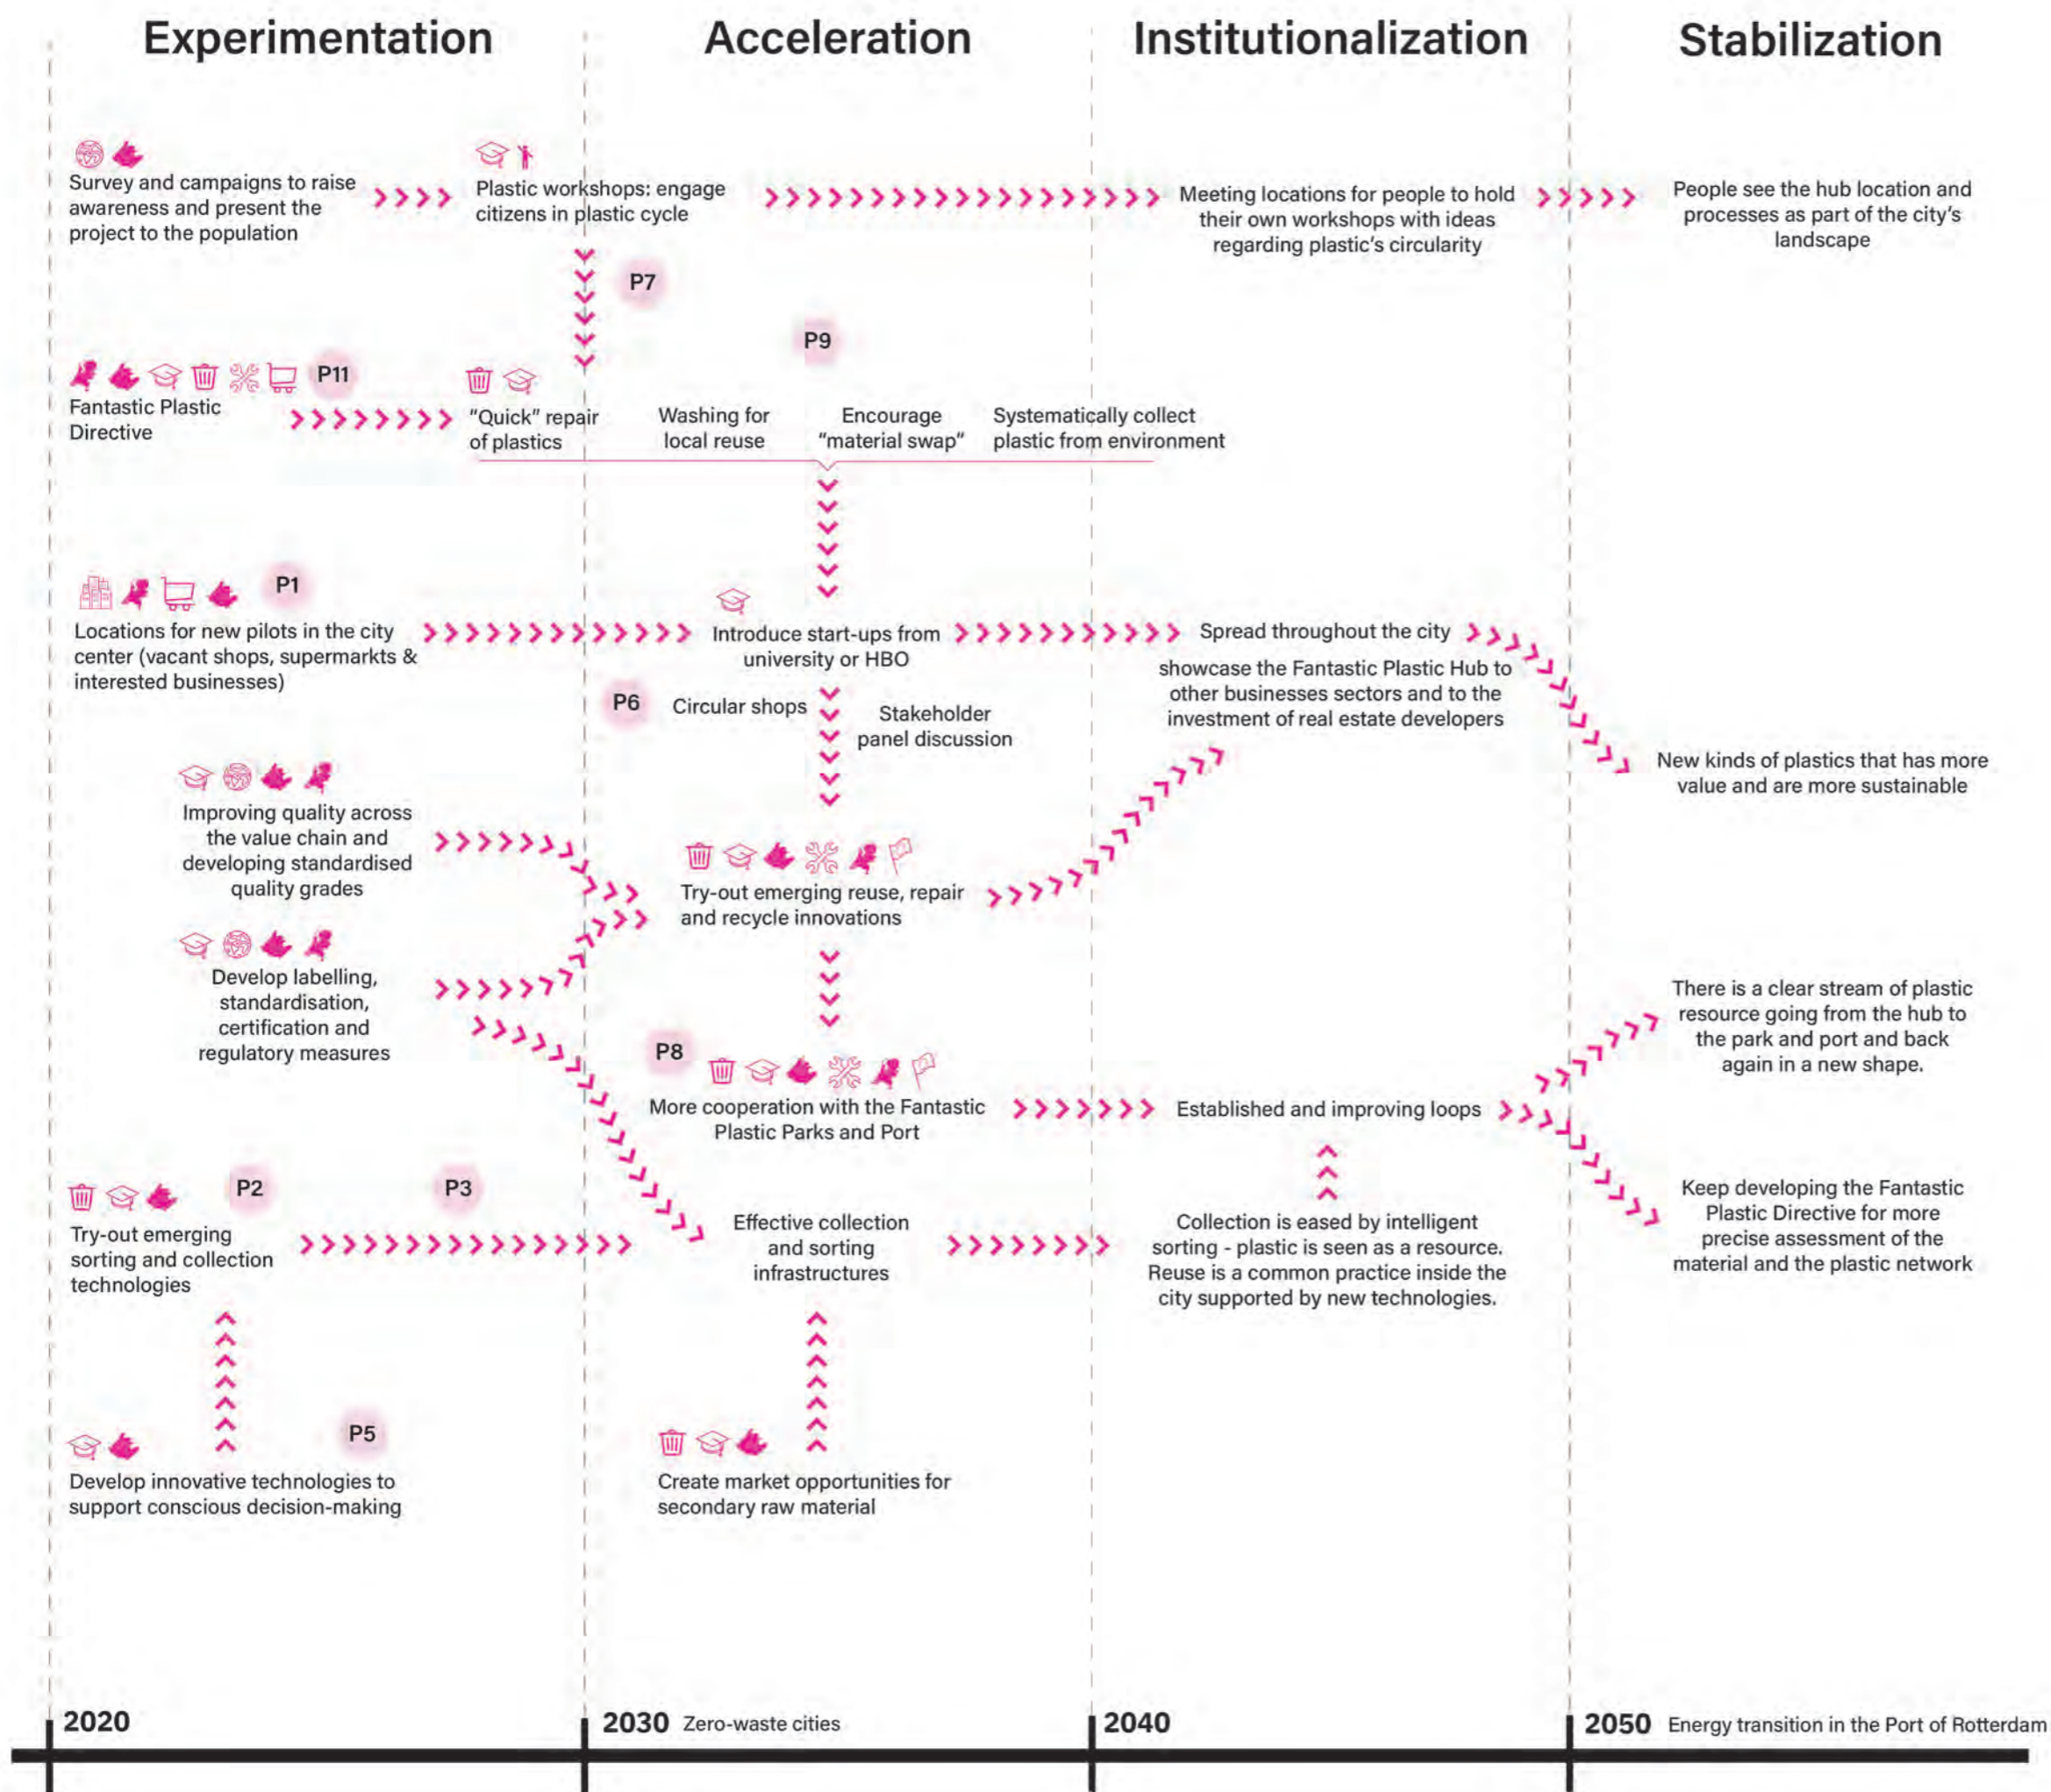 Experimentation
Acceleration
Institutionalization
Stabilization
Survey and campaigns to raise
awareness and present the
project to the population
Plastic workshops: engage
citizens in plastic cycle
Meeting locations for people to hold
their own workshops with ideas
regarding plastic's circularity
People see the hub location and
processes as part of the city's
landscape
P7
P9
P11
Fantastic Plastic
Directive
"Quick" repair
of plastics
Washing for
local reuse
Encourage
"material swap"
Systematically collect
plastic from environment
P1
Locations for new pilots in the city
center (vacant shops, supermarkts &
interested businesses)
Introduce start-ups from
university or HBO
Spread throughout the city
showcase the Fantastic Plastic Hub to
other businesses sectors and to the
investment of real estate developers
P6
Circular shops
Stakeholder
panel discussion
New kinds of plastics that has more
value and are more sustainable
Improving quality across
the value chain and
developing standardised
quality grades
Try-out emerging reuse, repair
and recycle innovations
Develop labelling,
standardisation,
certification and
regulatory measures
There is a clear stream of plastic
resource going from the hub to
the park and port and back
again in a new shape.
P8
More cooperation with the Fantastic
Plastic Parks and Port
Established and improving loops
P2
P3
Try-out emerging
sorting and collection
technologies
Effective collection
and sorting
infrastructures
Collection is eased by intelligent
sorting - plastic is seen as a resource.
Reuse is a common practice inside the
city supported by new technologies.
Keep developing the Fantastic
Plastic Directive for more
precise assessment of the
material and the plastic network
P5
Develop innovative technologies to
support conscious decision-making
Create market opportunities for
secondary raw material
2020
2030 Zero-waste cities
2040
2050 Energy transition in the Port of Rotterdam